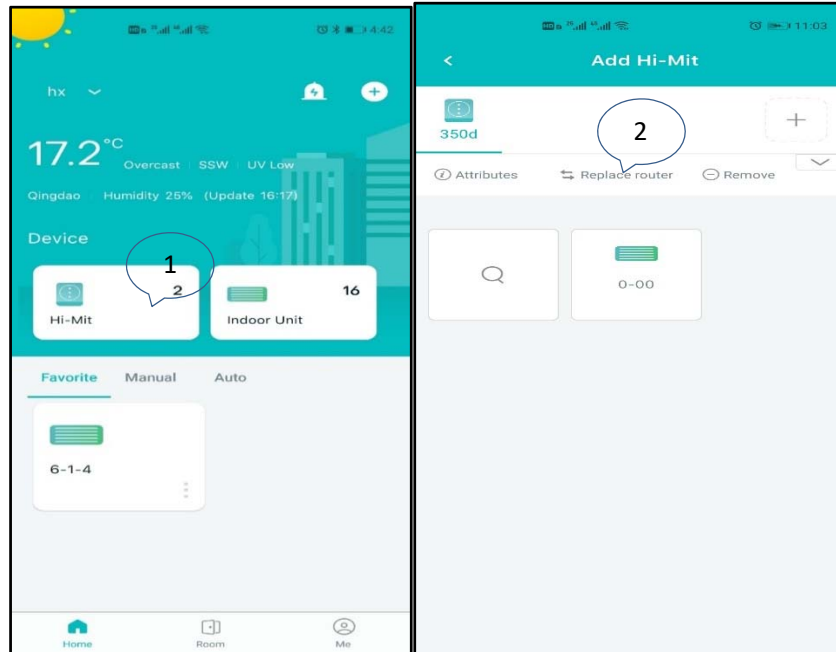 4:42
hx
17.2°C
Overcast SSW UV Low
Qingdao Humidity 25% (Update 16:17)
Device
1
2
16
Hi-Mit
Indoor Unit
Favorite Manual Auto
6-1-4
Home Room Me
11:03
Add Hi-Mit
350d
2
Attributes Replace router Remove
0-00